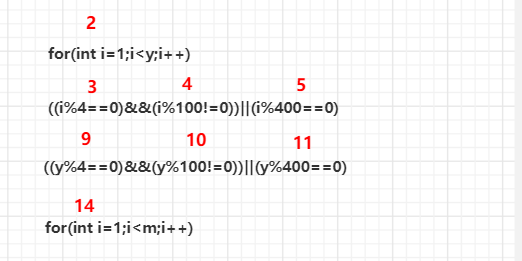 2
for(int i=1;i<y;i++)
3 4 5
((i%4==0)&&(i%100!=0))||(i%400==0)
9 10 11
((y%4==0)&&(y%100!=0))||(y%400==0)
14
for(int i=1;i<m;i++)